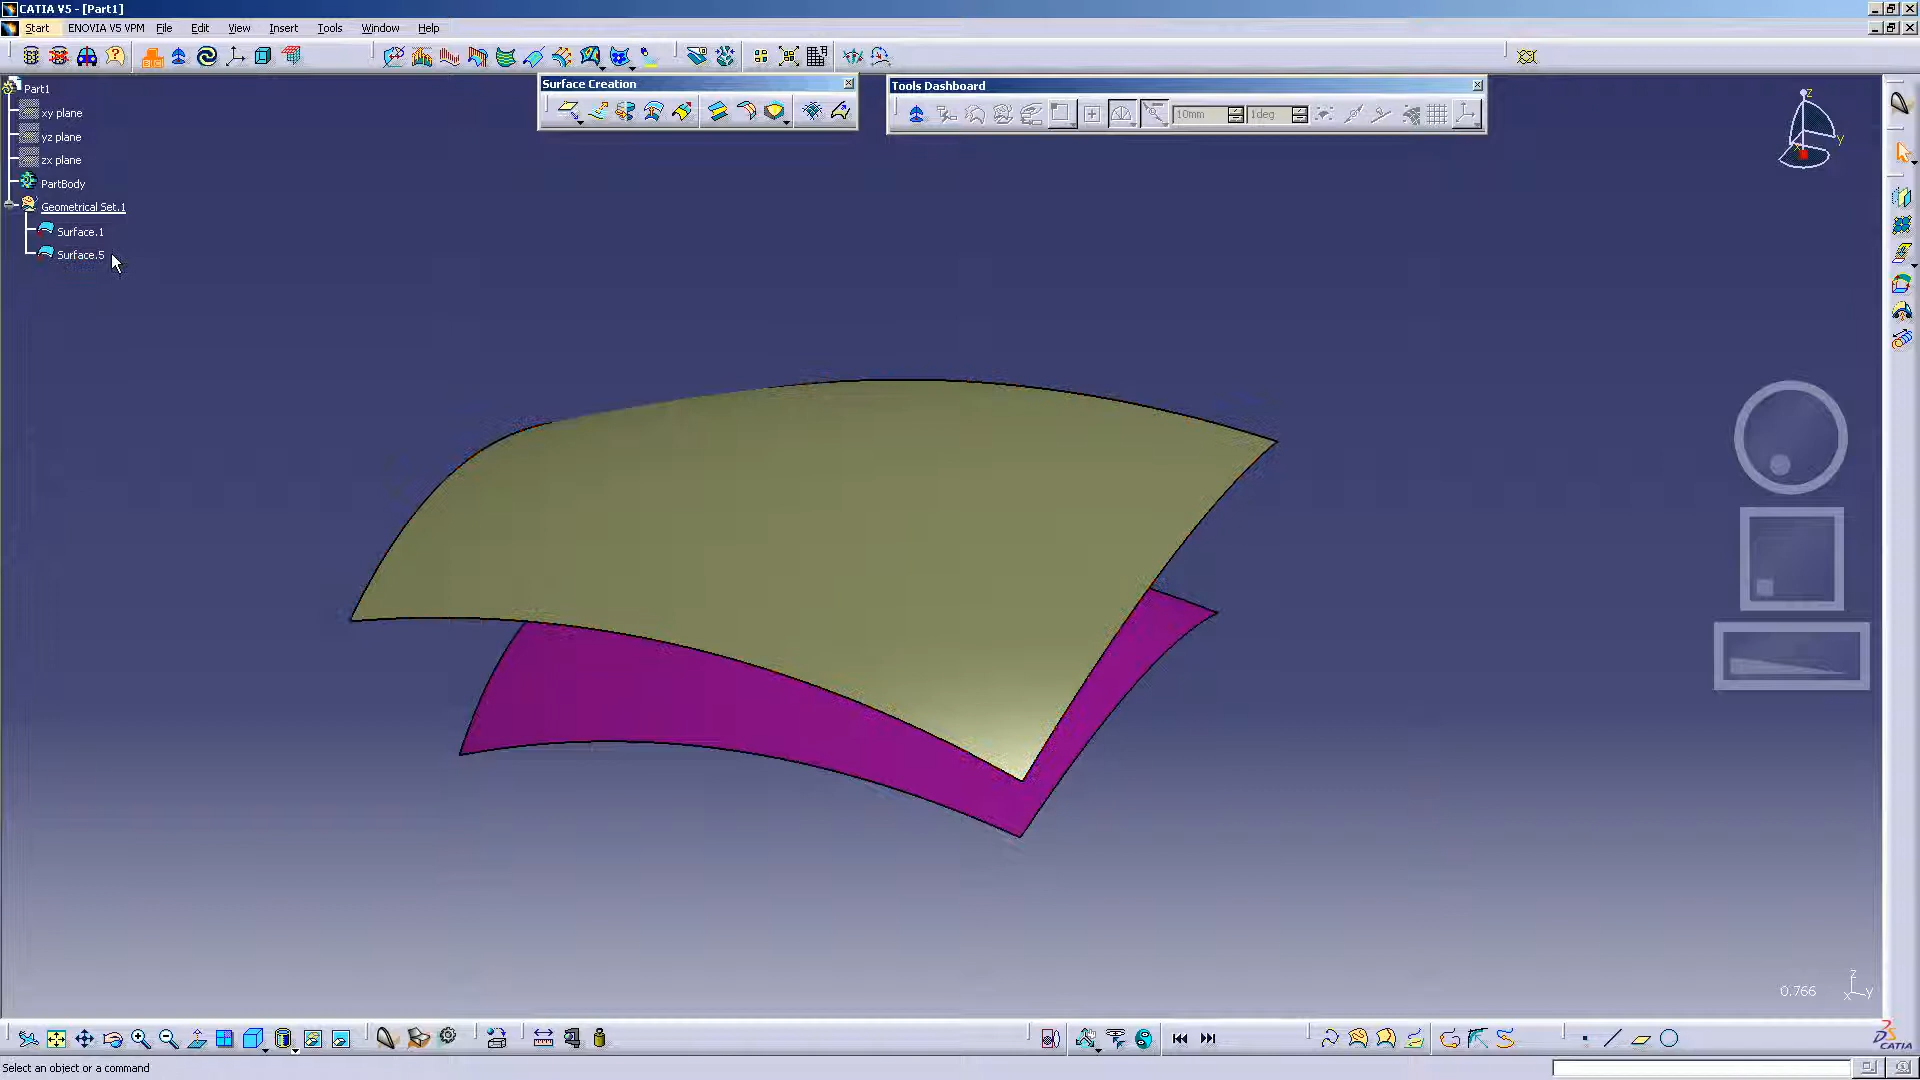 CATIA V5 - [Part1]
Start ENOVIA V5 VPM File Edit View Insert Tools Window Help
Surface Creation
Tools Dashboard
10mm 1deg
Part1
xy plane
yz plane
zx plane
PartBody
Geometrical Set.1
Surface.1
Surface.5
z
y
x
0.766
z
x y
CATIA
Select an object or a command